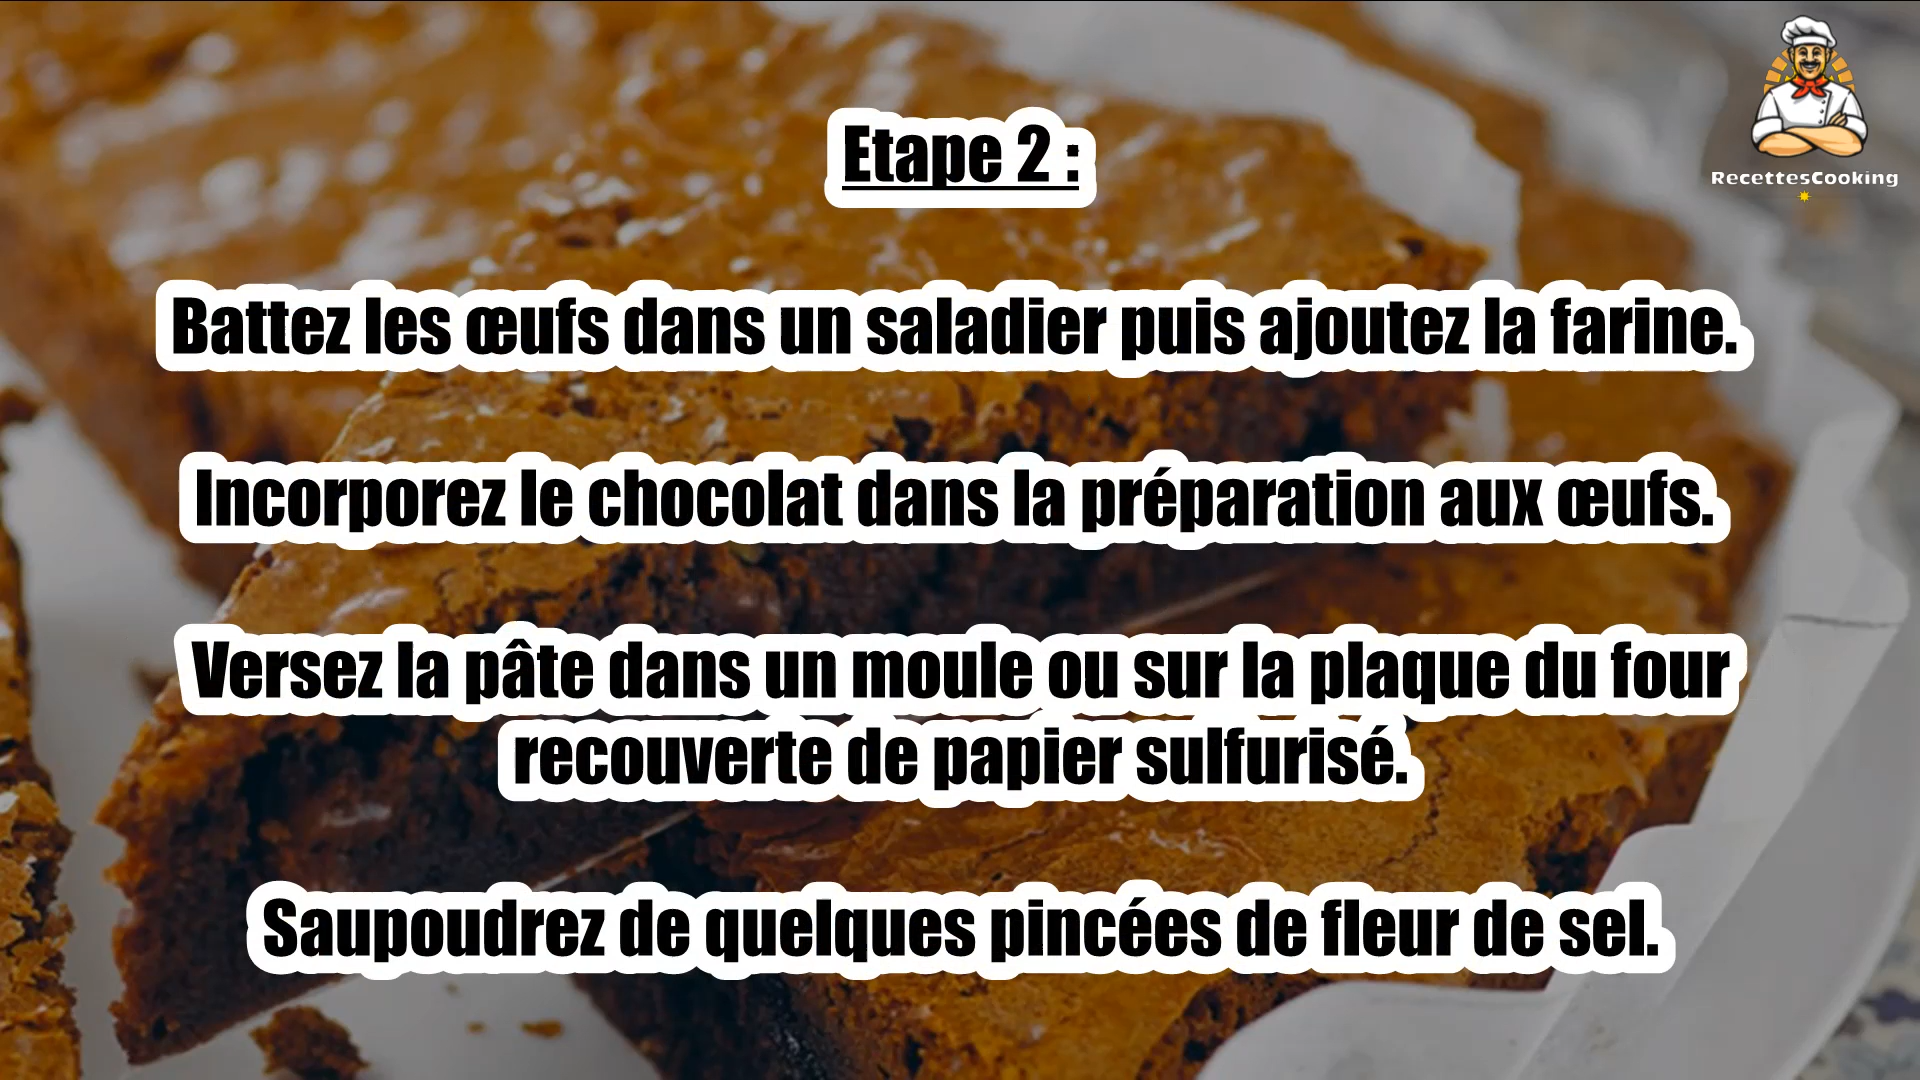 RecettesCooking
Etape 2 :
Battez les œufs dans un saladier puis ajoutez la farine.
Incorporez le chocolat dans la préparation aux œufs.
Versez la pâte dans un moule ou sur la plaque du four
recouverte de papier sulfurisé.
Saupoudrez de quelques pincées de fleur de sel.